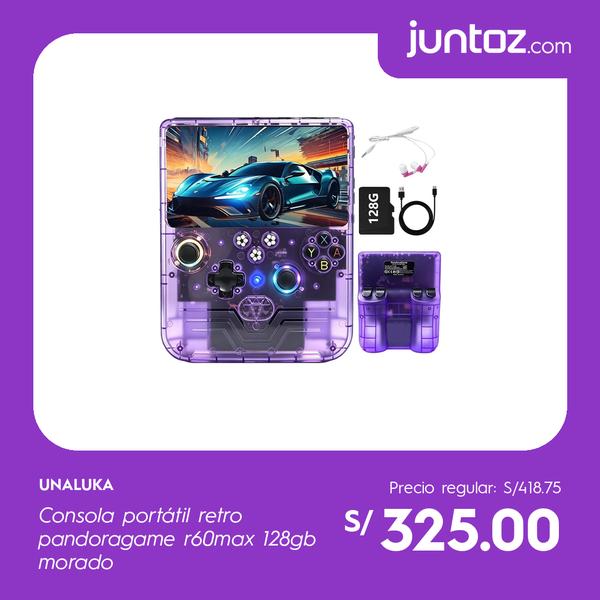 juntoz.com
128G
X
Y
A
B
UNALUKA
Consola portátil retro
pandoragame r60max 128gb
morado
Precio regular: S/418.75
S/ 325.00